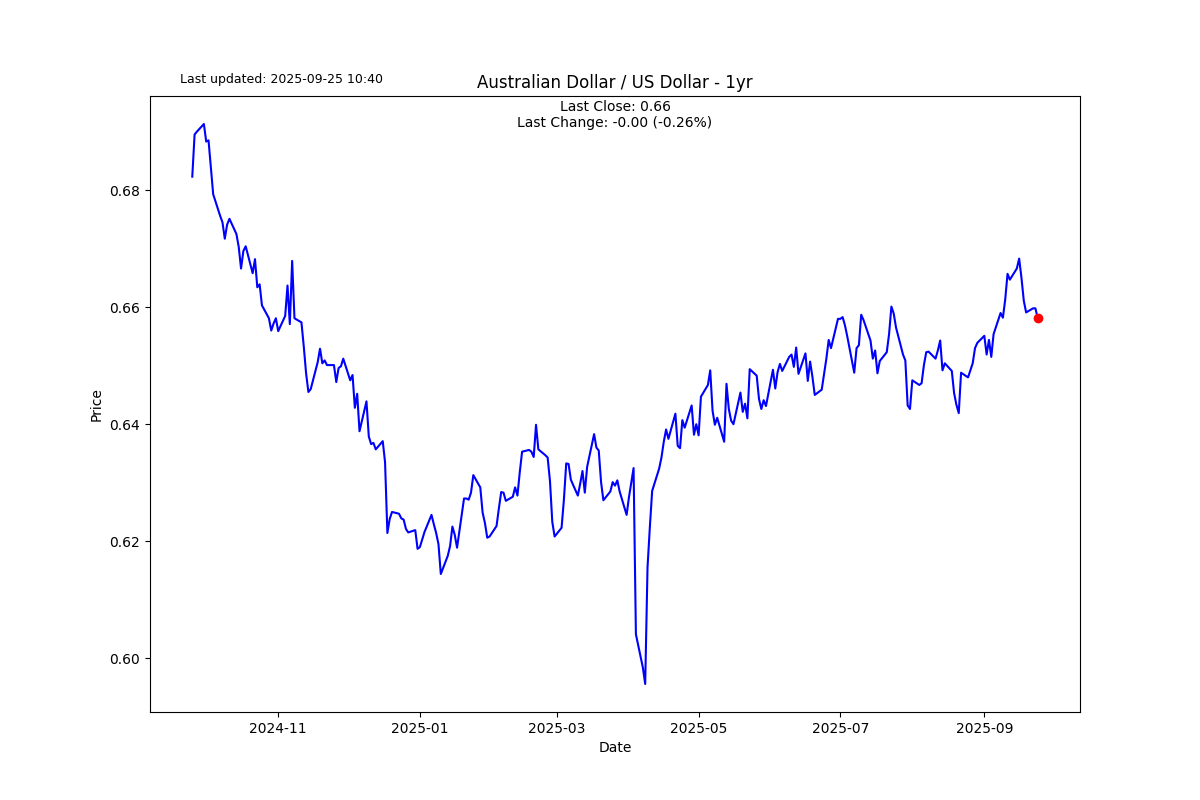 Last updated: 2025-09-25 10:40
Australian Dollar / US Dollar - 1yr
Last Close: 0.66
Last Change: -0.00 (-0.26%)
0.68
0.66
0.64
0.62
0.60
Price
2024-11
2025-01
2025-03
2025-05
2025-07
2025-09
Date